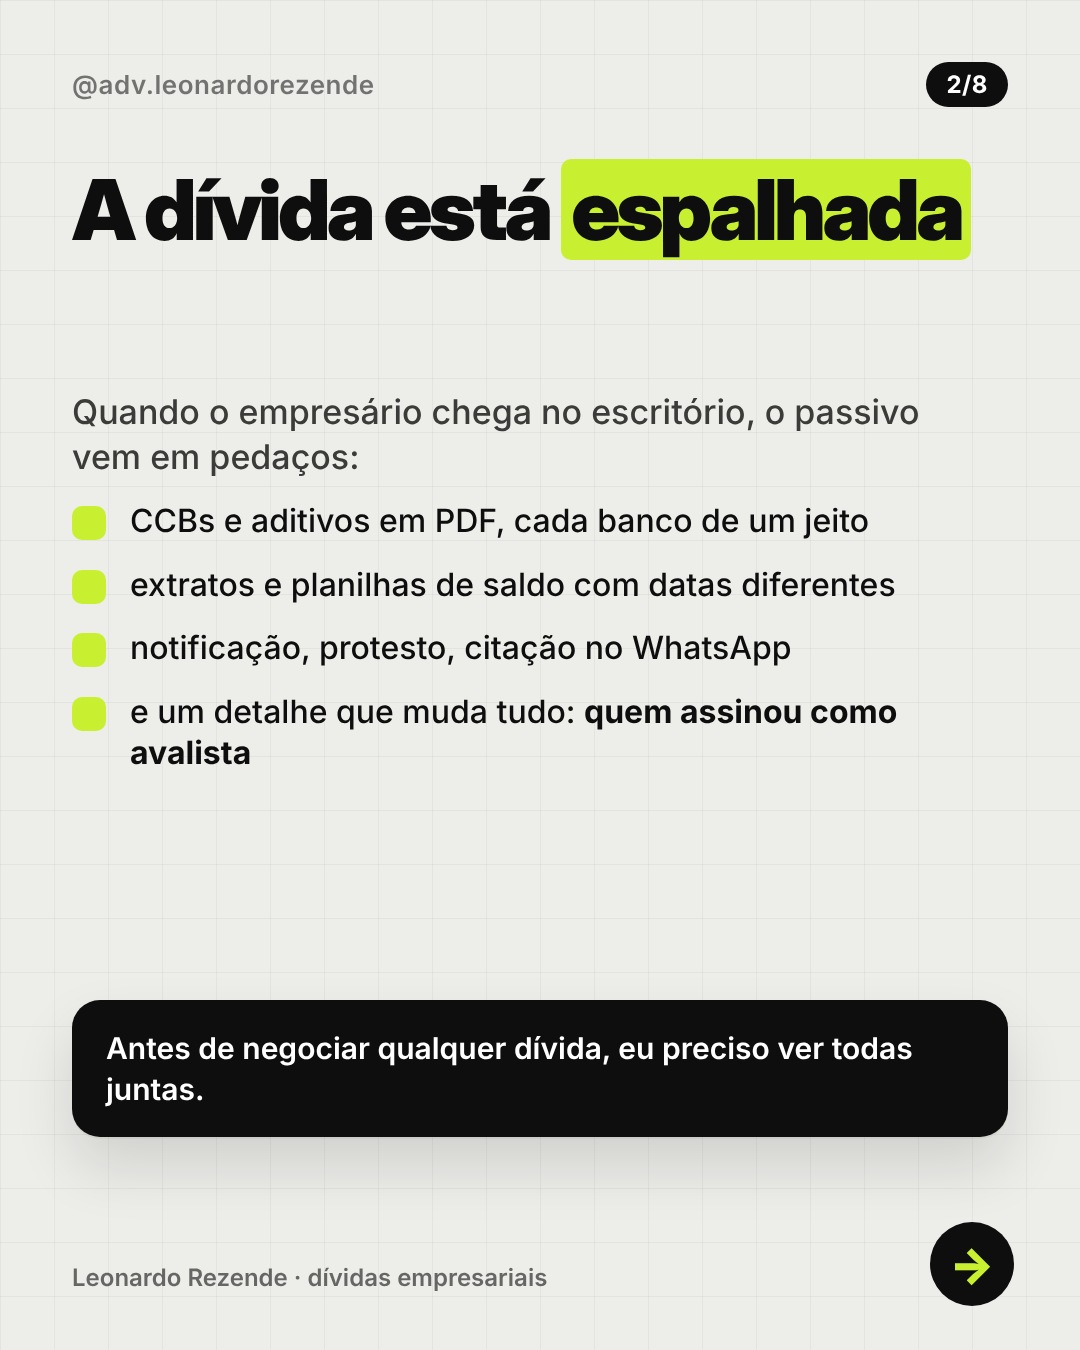 @adv.leonardorezende
2/8
A dívida está espalhada
Quando o empresário chega no escritório, o passivo
vem em pedaços:
CCBs e aditivos em PDF, cada banco de um jeito
extratos e planilhas de saldo com datas diferentes
notificação, protesto, citação no WhatsApp
e um detalhe que muda tudo: quem assinou como
avalista
Antes de negociar qualquer dívida, eu preciso ver todas
juntas.
Leonardo Rezende · dívidas empresariais